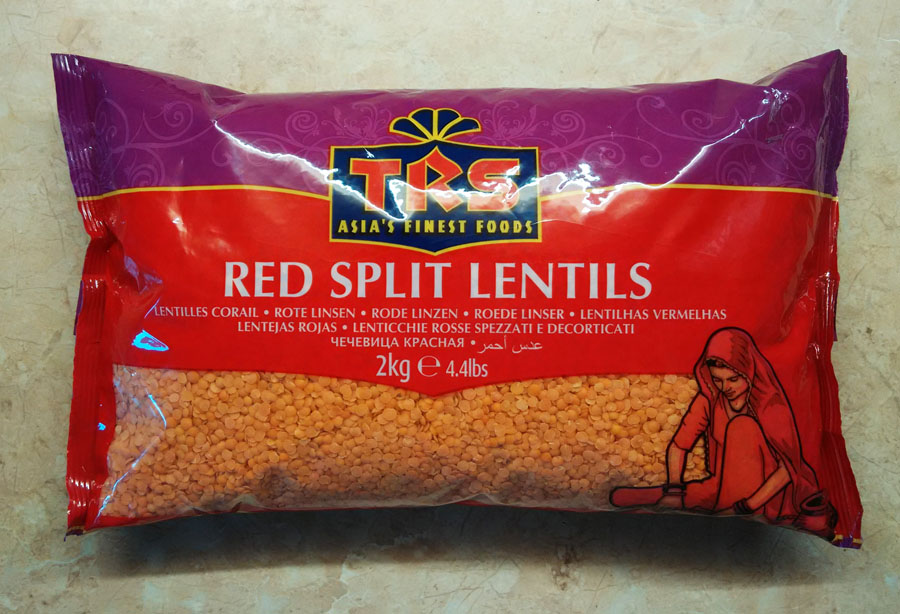 TRS
ASIA'S FINEST FOODS
RED SPLIT LENTILS
LENTILLES CORAIL • ROTE LINSEN • RODE LINZEN • ROEDE LINSER • LENTILHAS VERMELHAS
LENTEJAS ROJAS • LENTICCHIE ROSSE SPEZZATI E DECORTICATI
ЧЕЧЕВИЦА КРАСНАЯ • عدس أحمر
2kg ℮ 4.4lbs